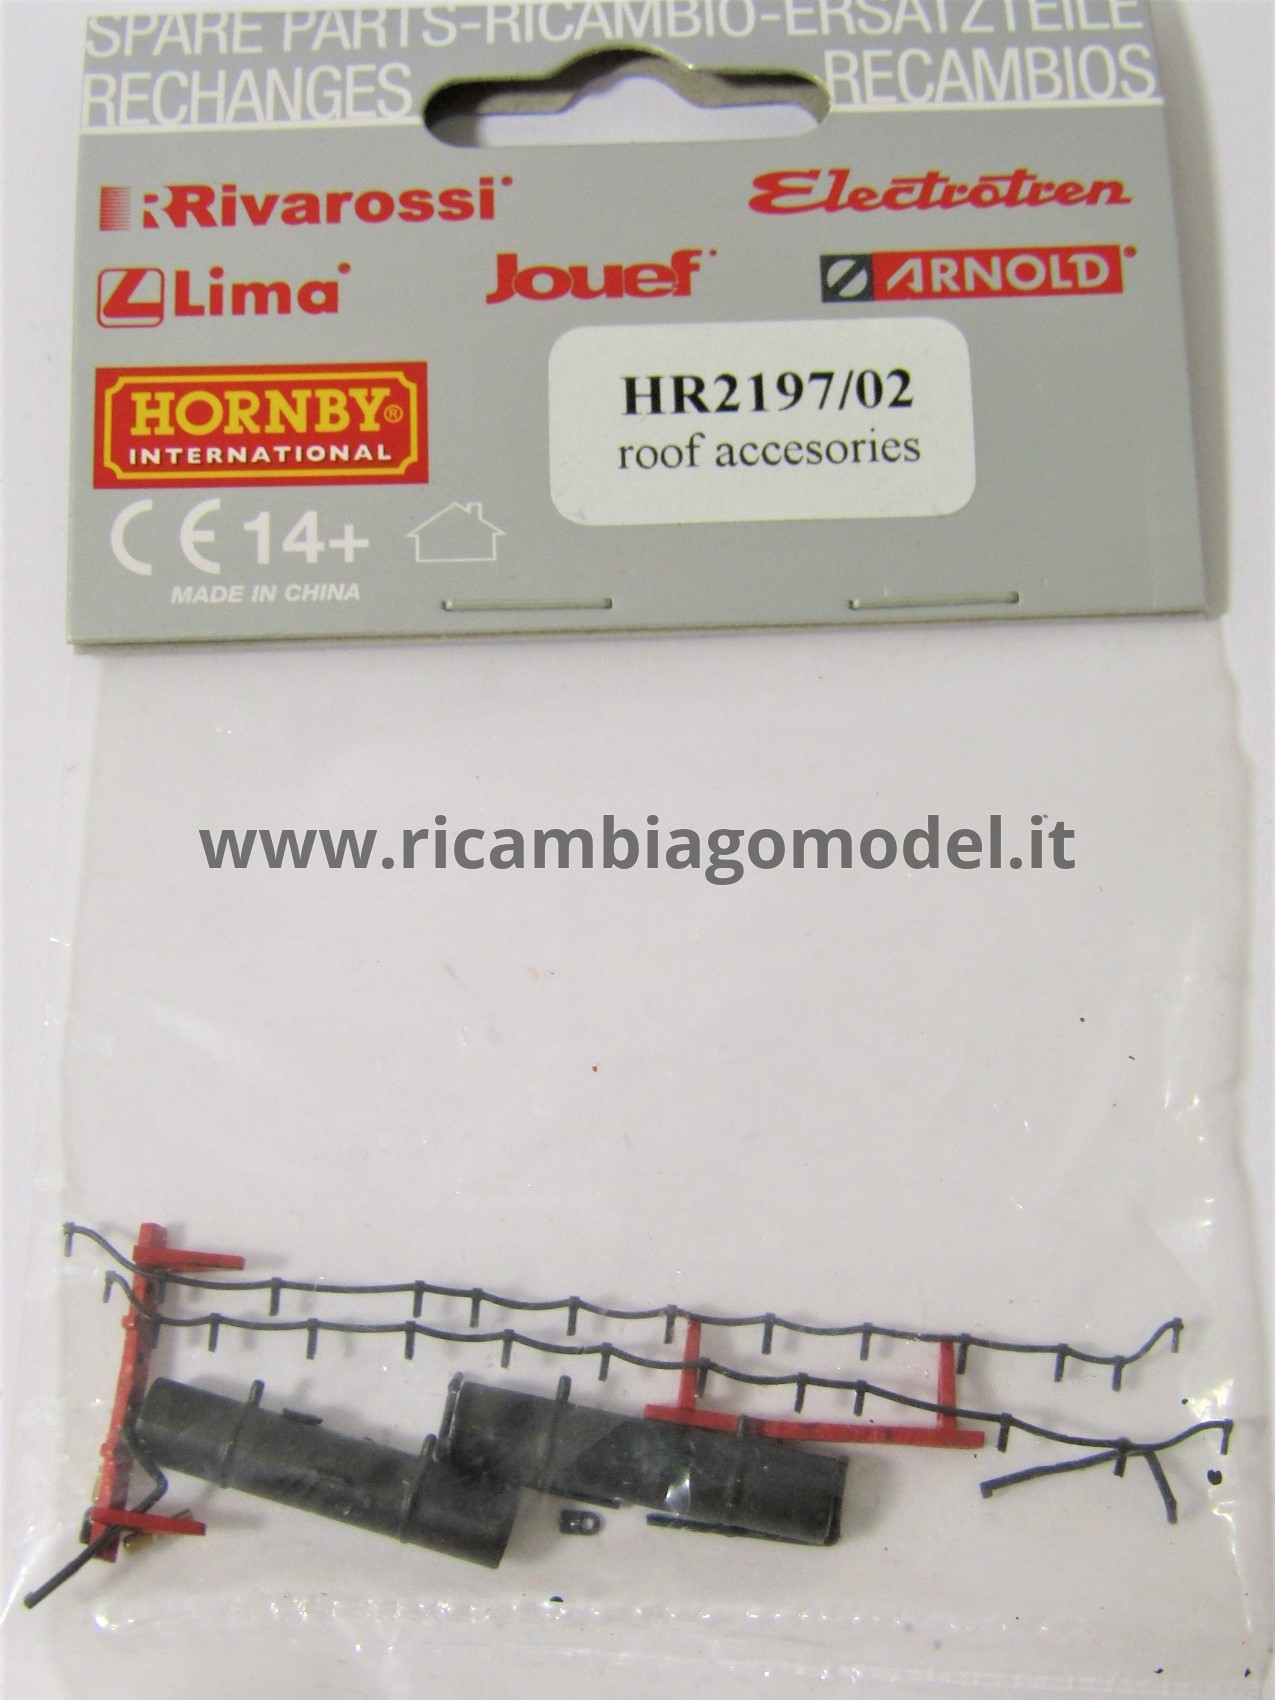 SPARE PARTS-RICAMBIO-ERSATZTEILE
RECHANGES RECAMBIOS
Rivarossi Electrotren
Lima Jouef ARNOLD
HORNBY®
INTERNATIONAL
HR2197/02
roof accesories
CE 14+
MADE IN CHINA
www.ricambiagomodel.it